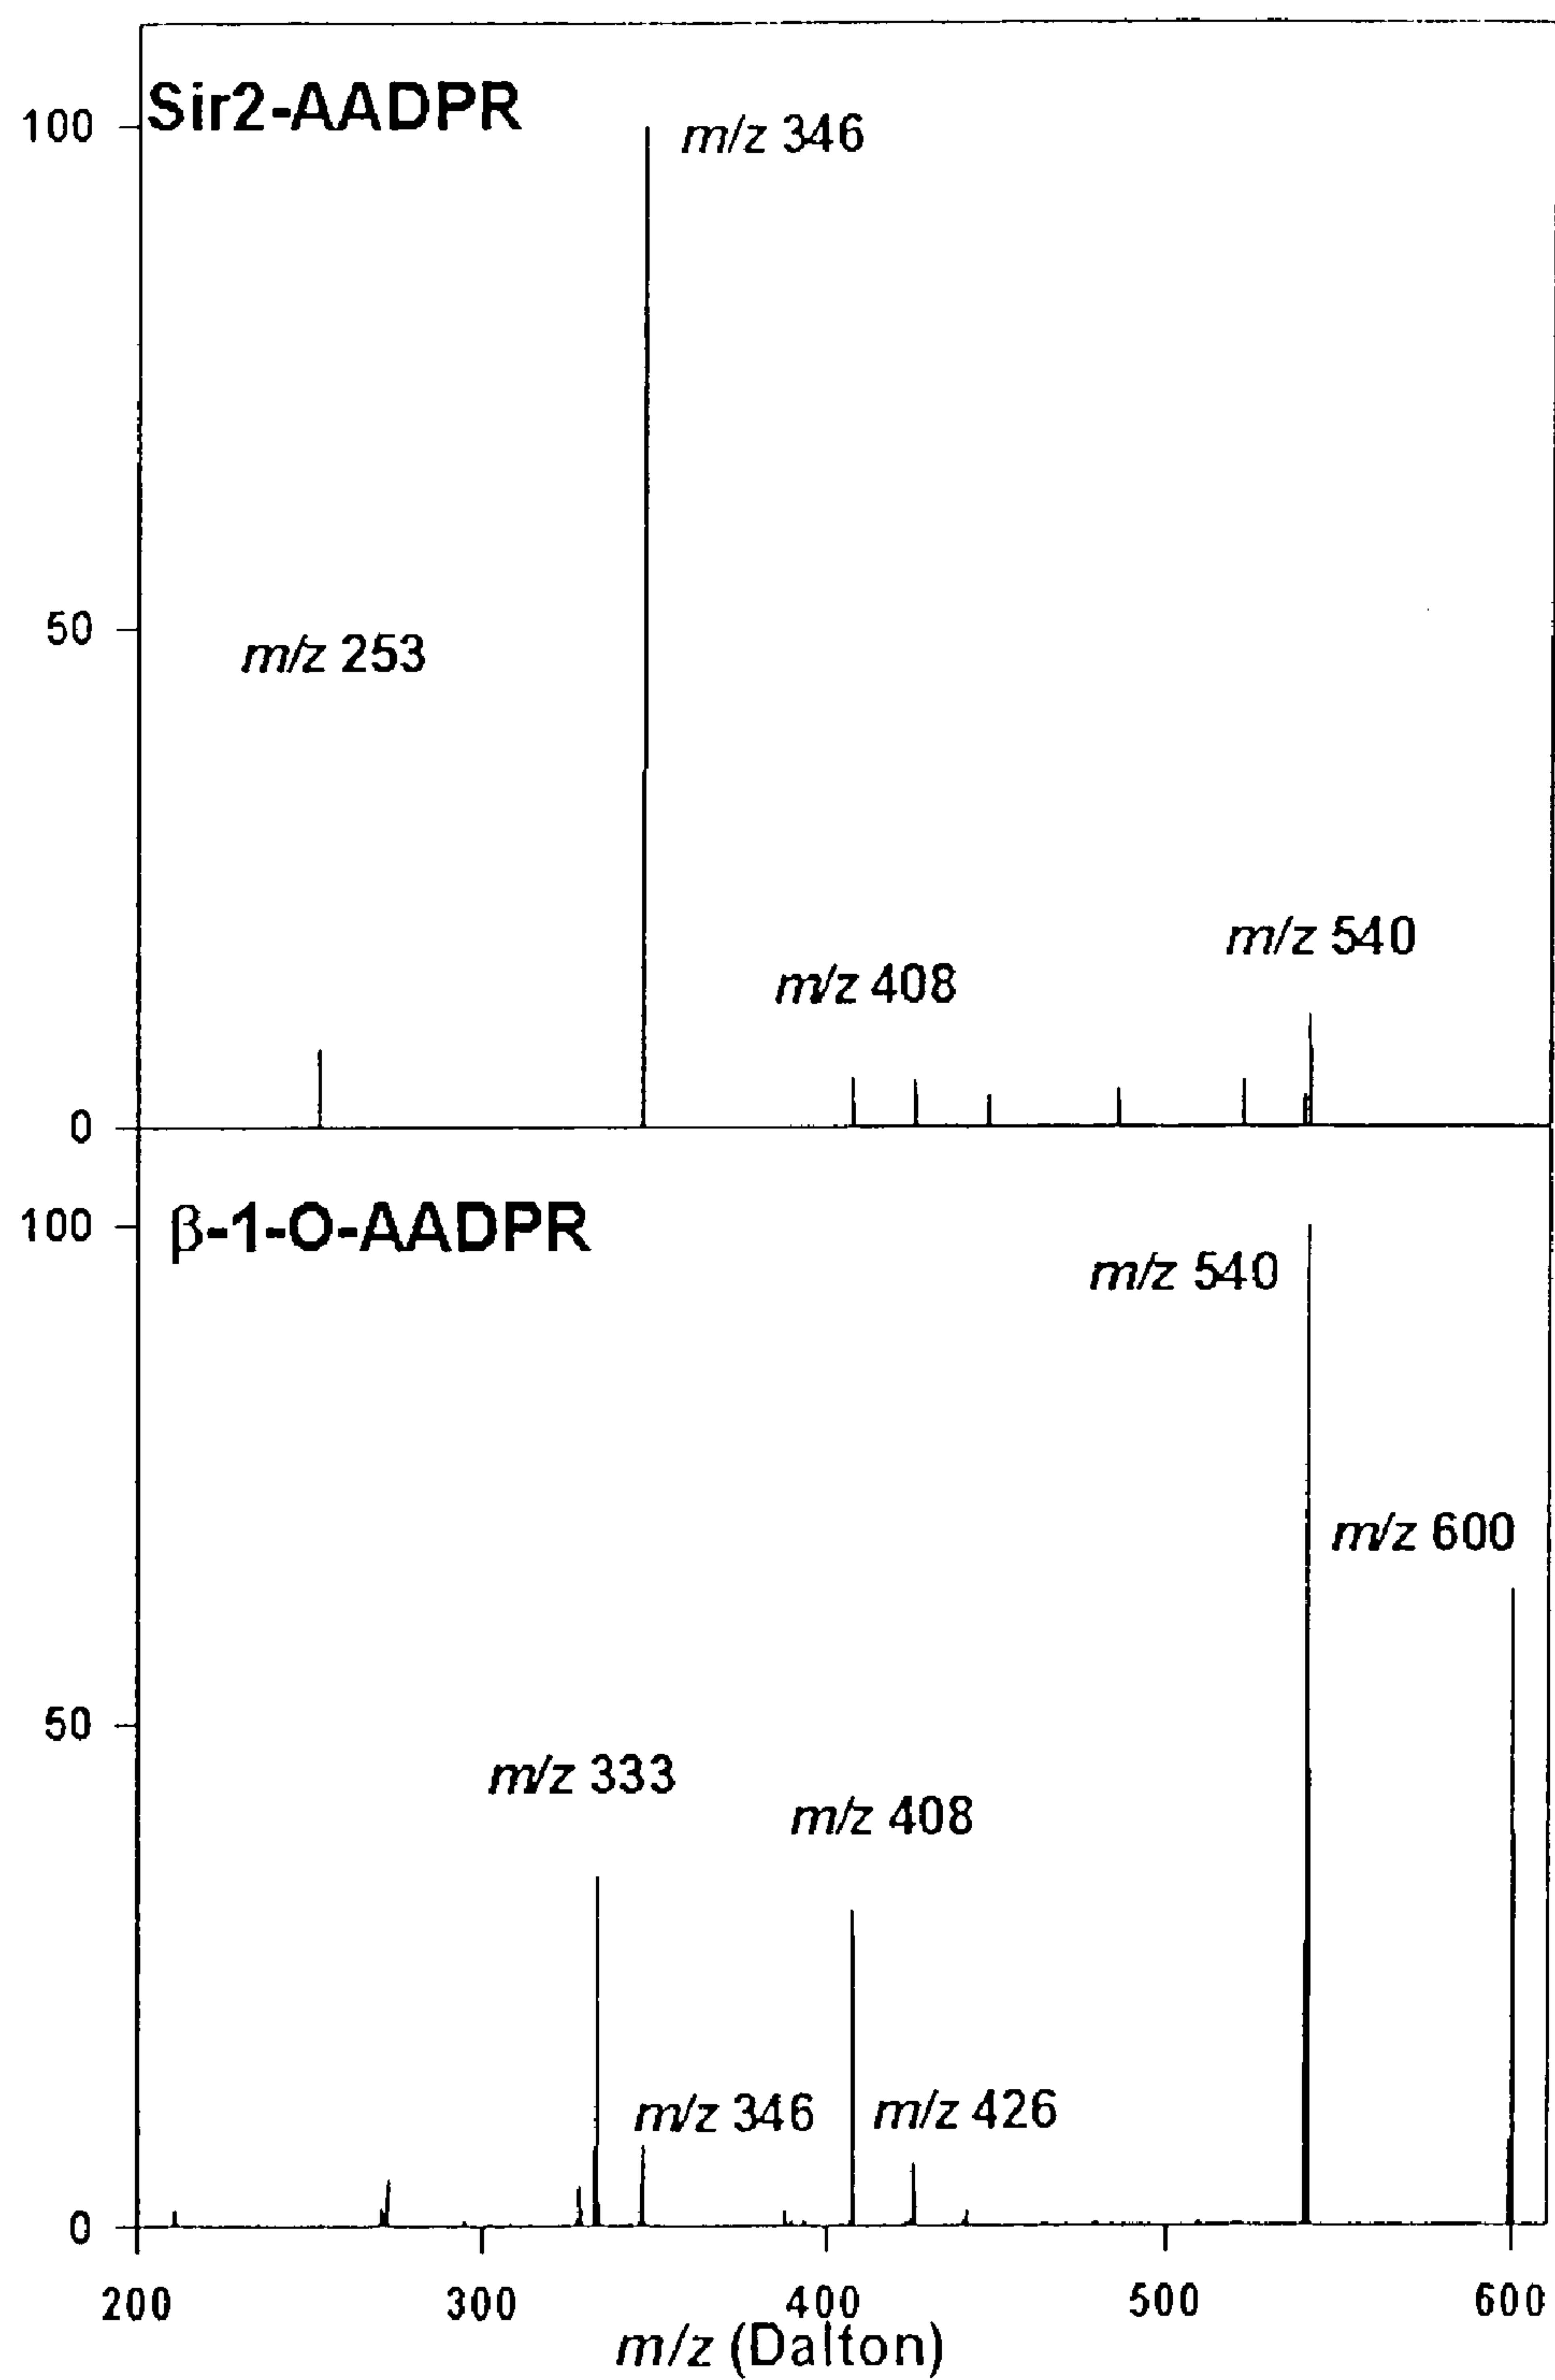 Sir2-AADPR
100
m/z 346
50
m/z 253
m/z 540
m/z 408
0
β-1-O-AADPR
100
m/z 540
m/z 600
50
m/z 333
m/z 408
m/z 346
m/z 426
0
200 300 400 500 600
m/z (Dalton)